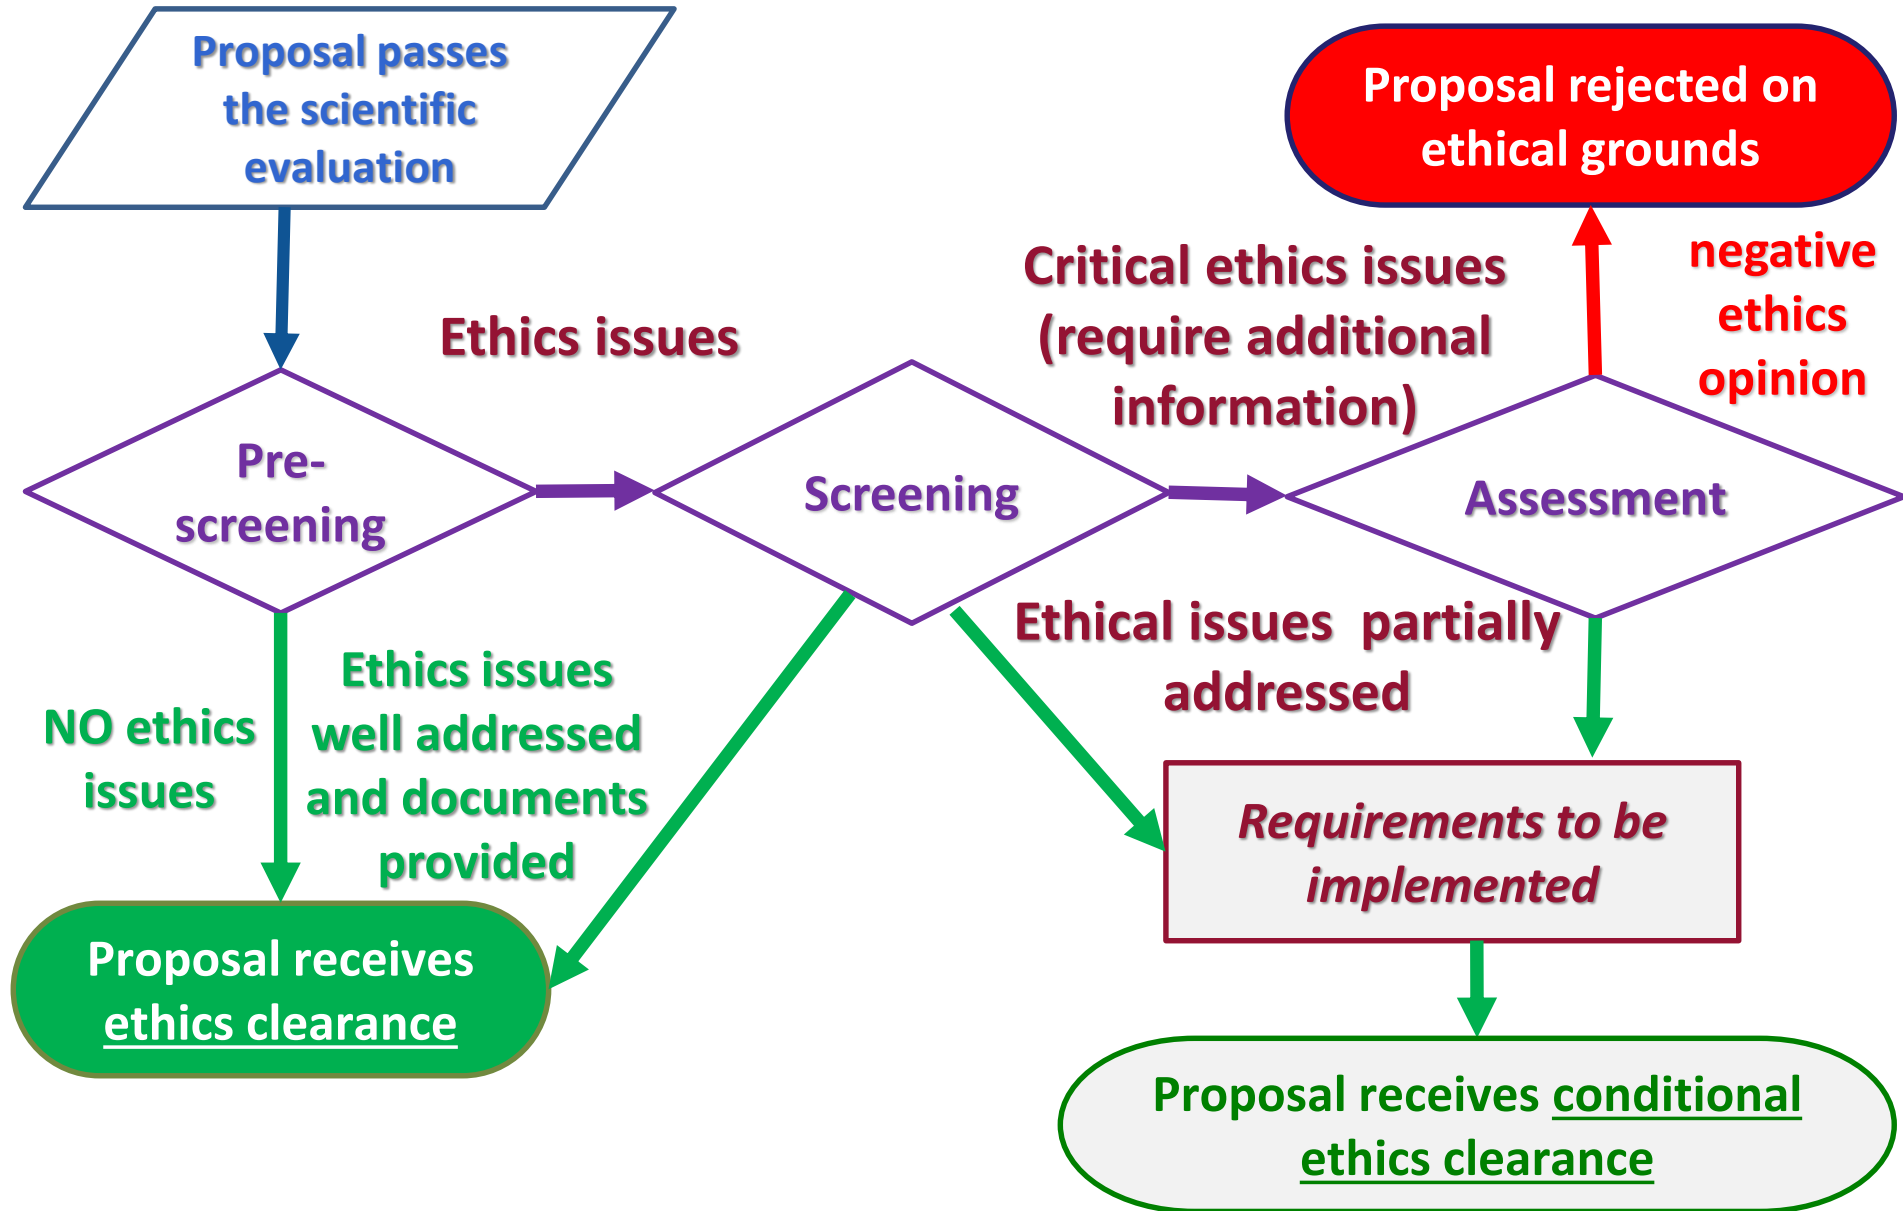 Proposal passes
the scientific
evaluation
Proposal rejected on
ethical grounds
negative
ethics
opinion
Critical ethics issues
(require additional
information)
Ethics issues
Pre-
screening
Screening
Assessment
Ethical issues  partially
addressed
NO ethics
issues
Ethics issues
well addressed
and documents
provided
Requirements to be
implemented
Proposal receives
ethics clearance
Proposal receives conditional
ethics clearance